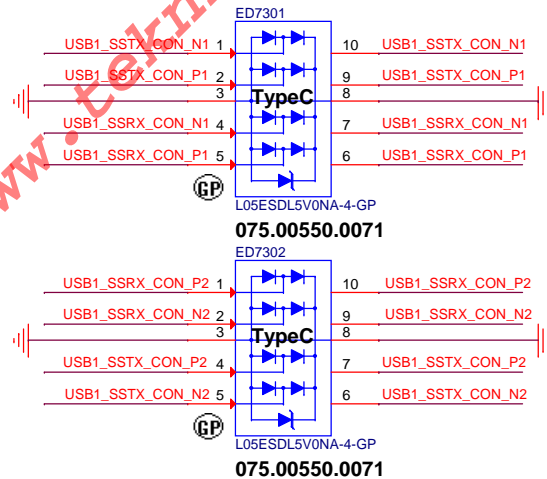 ED7301
USB1_SSTX_CON_N1 1 10 USB1_SSTX_CON_N1
USB1_SSTX_CON_P1 2 9 USB1_SSTX_CON_P1
3 8
TypeC
USB1_SSRX_CON_N1 4 7 USB1_SSRX_CON_N1
USB1_SSRX_CON_P1 5 6 USB1_SSRX_CON_P1
GP
L05ESDL5V0NA-4-GP
075.00550.0071
ED7302
USB1_SSRX_CON_P2 1 10 USB1_SSRX_CON_P2
USB1_SSRX_CON_N2 2 9 USB1_SSRX_CON_N2
3 8
TypeC
USB1_SSTX_CON_P2 4 7 USB1_SSTX_CON_P2
USB1_SSTX_CON_N2 5 6 USB1_SSTX_CON_N2
GP
L05ESDL5V0NA-4-GP
075.00550.0071